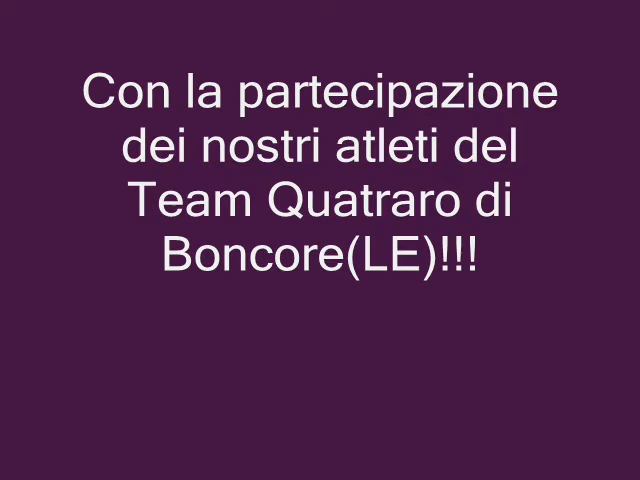 Con la partecipazione
dei nostri atleti del
Team Quatraro di
Boncore(LE)!!!